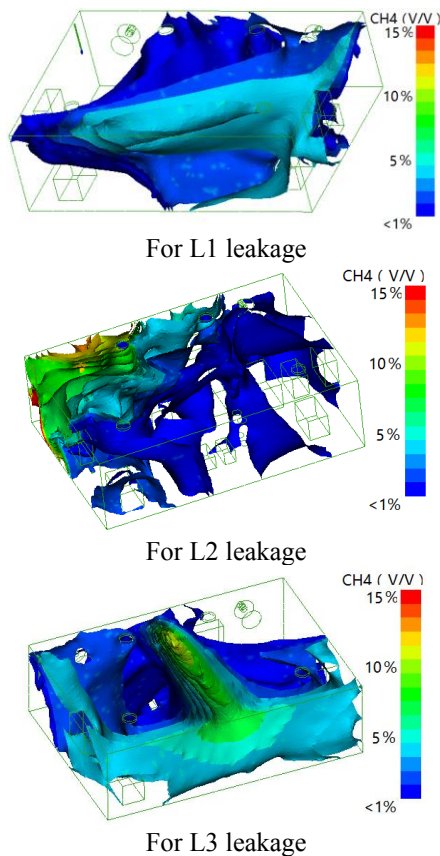 CH4 ( V/V)
15%
10%
5%
<1%
For L1 leakage
CH4 ( V/V)
15%
10%
5%
<1%
For L2 leakage
CH4 ( V/V)
15%
10%
5%
<1%
For L3 leakage